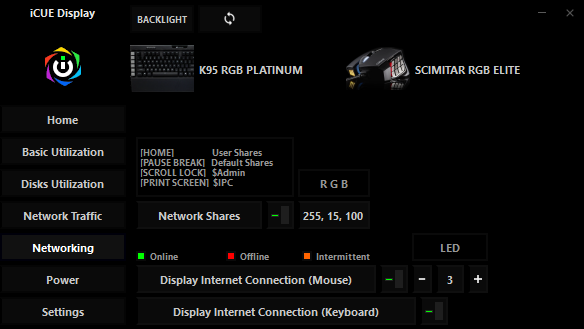 iCUE Display
BACKLIGHT
K95 RGB PLATINUM
SCIMITAR RGB ELITE
Home
Basic Utilization
Disks Utilization
Network Traffic
Networking
Power
Settings
[HOME] User Shares
[PAUSE BREAK] Default Shares
[SCROLL LOCK] $Admin
[PRINT SCREEN] $IPC
R G B
Network Shares
255, 15, 100
Online Offline Intermittent
LED
Display Internet Connection (Mouse)
− 3 +
Display Internet Connection (Keyboard)